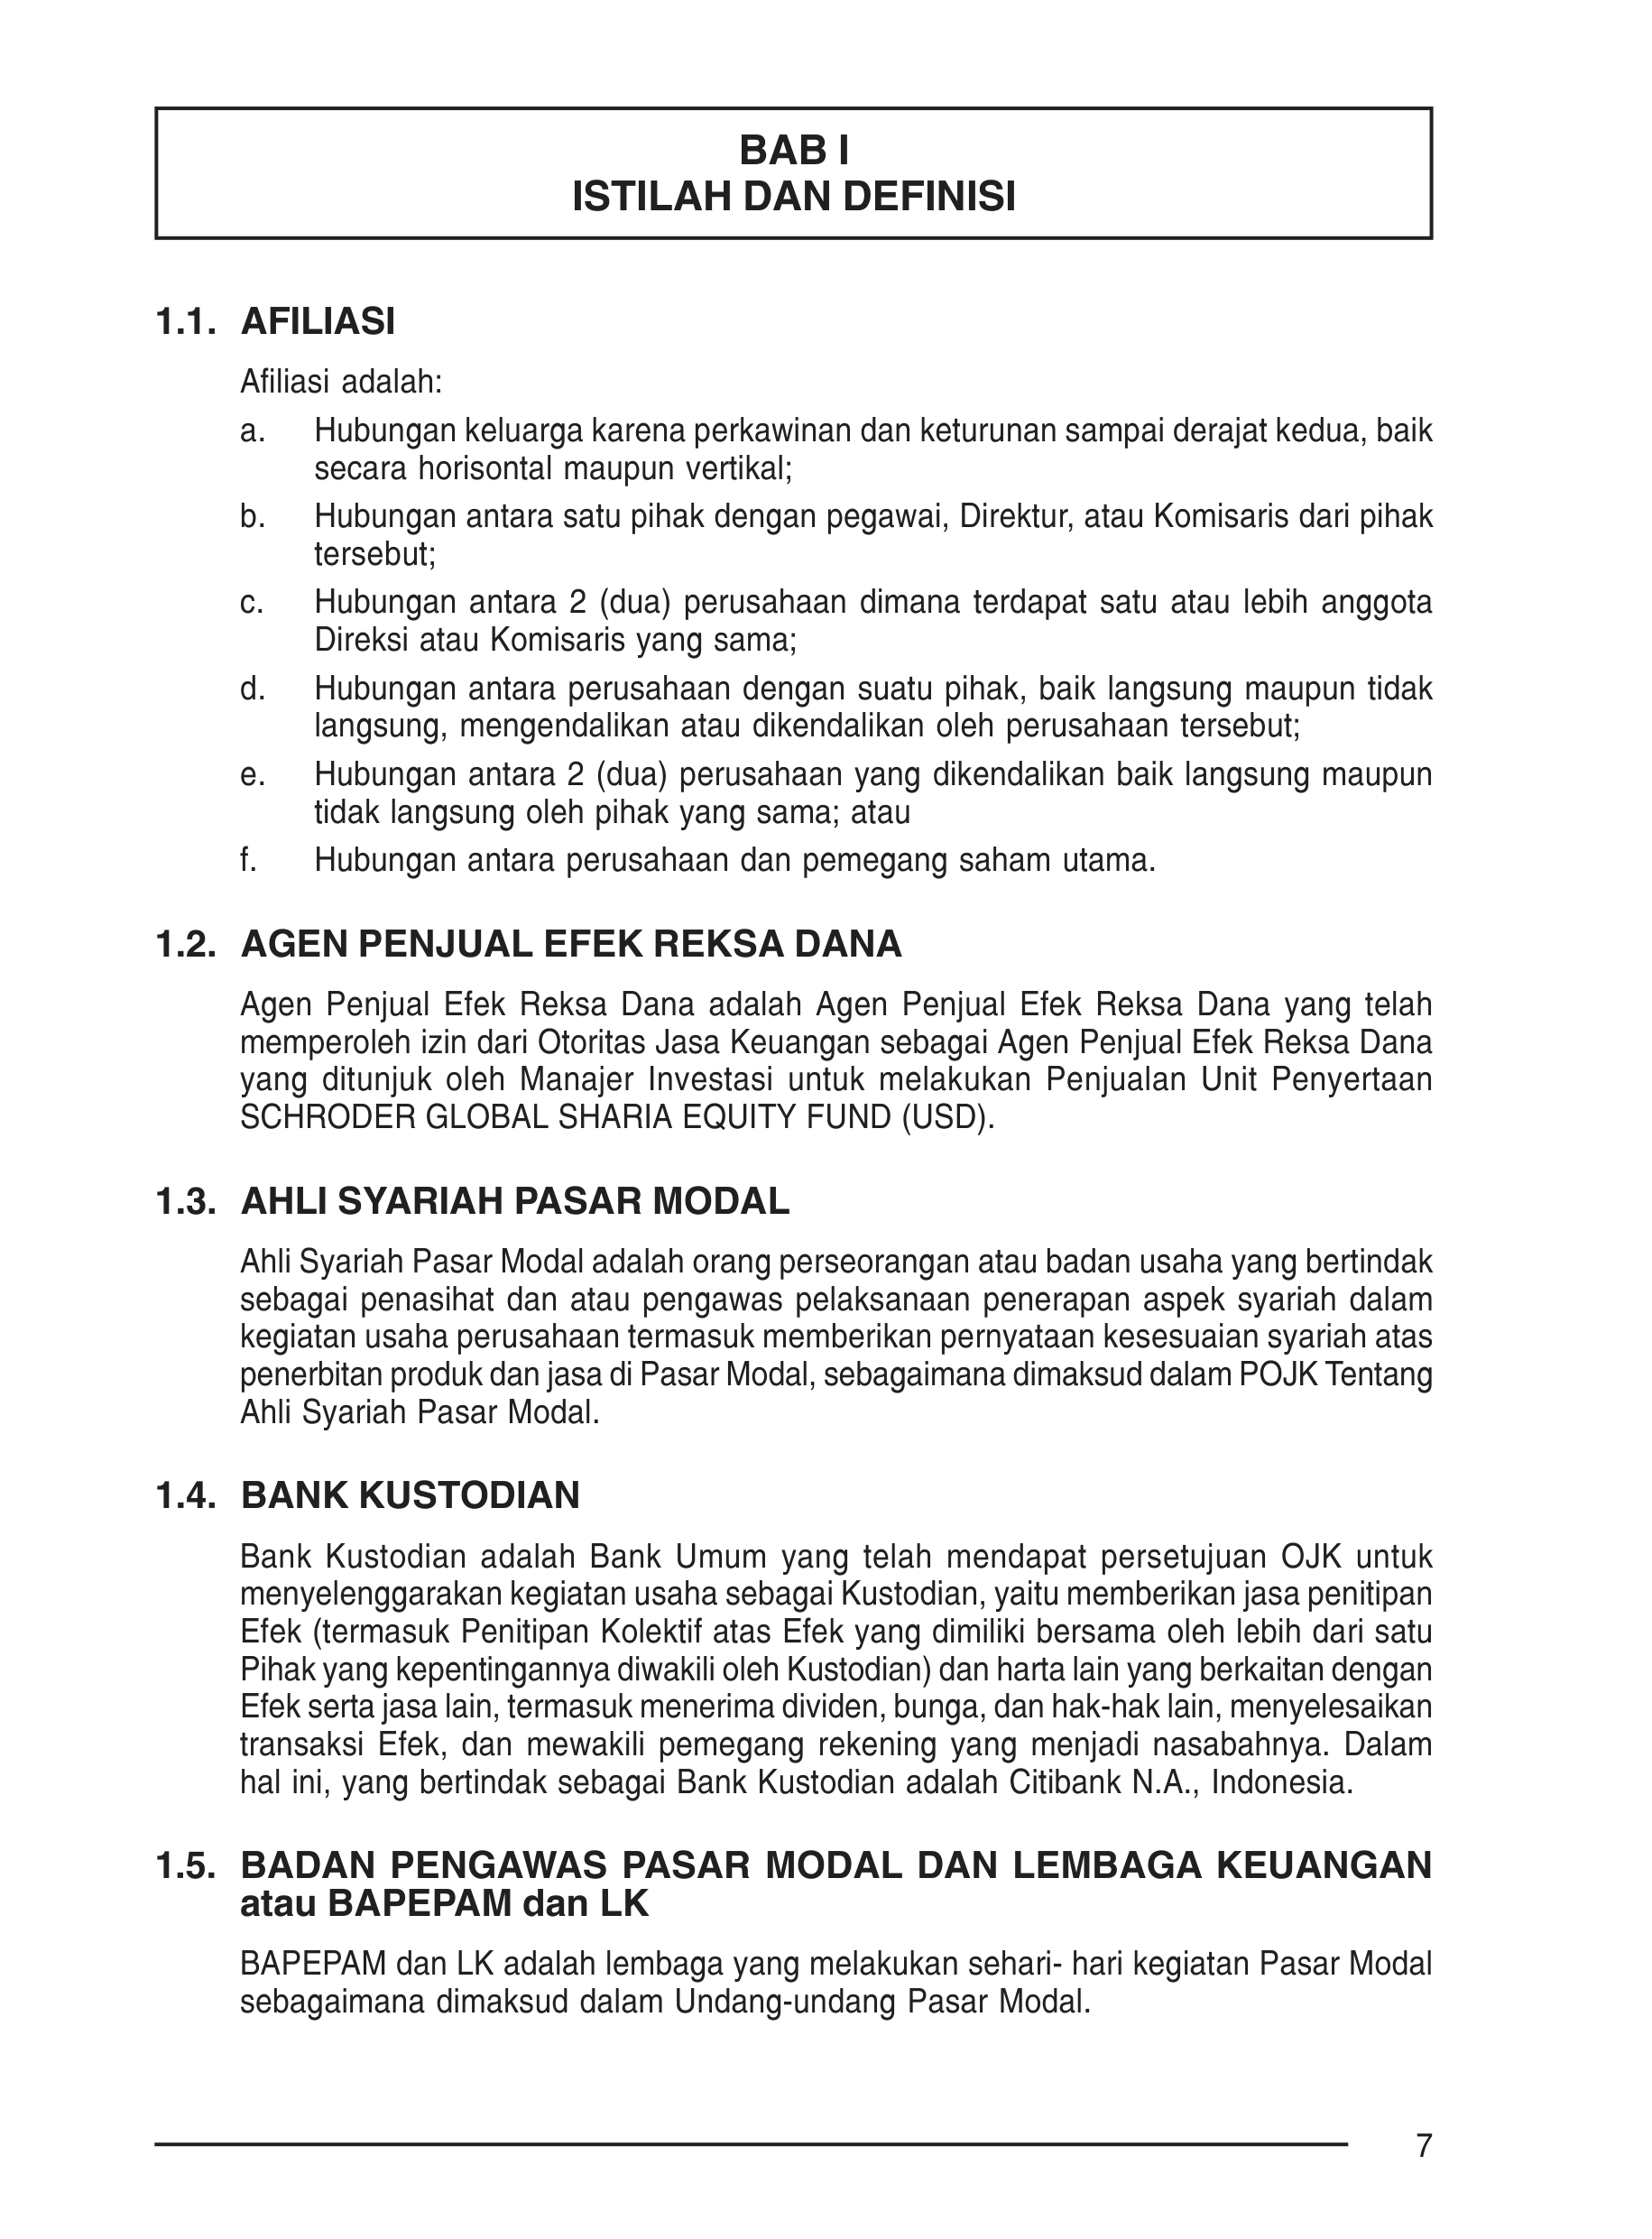 BAB I
ISTILAH DAN DEFINISI
1.1. AFILIASI
Afiliasi adalah:
a. Hubungan keluarga karena perkawinan dan keturunan sampai derajat kedua, baik
secara horisontal maupun vertikal;
b. Hubungan antara satu pihak dengan pegawai, Direktur, atau Komisaris dari pihak
tersebut;
c. Hubungan antara 2 (dua) perusahaan dimana terdapat satu atau lebih anggota
Direksi atau Komisaris yang sama;
d. Hubungan antara perusahaan dengan suatu pihak, baik langsung maupun tidak
langsung, mengendalikan atau dikendalikan oleh perusahaan tersebut;
e. Hubungan antara 2 (dua) perusahaan yang dikendalikan baik langsung maupun
tidak langsung oleh pihak yang sama; atau
f. Hubungan antara perusahaan dan pemegang saham utama.
1.2. AGEN PENJUAL EFEK REKSA DANA
Agen Penjual Efek Reksa Dana adalah Agen Penjual Efek Reksa Dana yang telah
memperoleh izin dari Otoritas Jasa Keuangan sebagai Agen Penjual Efek Reksa Dana
yang ditunjuk oleh Manajer Investasi untuk melakukan Penjualan Unit Penyertaan
SCHRODER GLOBAL SHARIA EQUITY FUND (USD).
1.3. AHLI SYARIAH PASAR MODAL
Ahli Syariah Pasar Modal adalah orang perseorangan atau badan usaha yang bertindak
sebagai penasihat dan atau pengawas pelaksanaan penerapan aspek syariah dalam
kegiatan usaha perusahaan termasuk memberikan pernyataan kesesuaian syariah atas
penerbitan produk dan jasa di Pasar Modal, sebagaimana dimaksud dalam POJK Tentang
Ahli Syariah Pasar Modal.
1.4. BANK KUSTODIAN
Bank Kustodian adalah Bank Umum yang telah mendapat persetujuan OJK untuk
menyelenggarakan kegiatan usaha sebagai Kustodian, yaitu memberikan jasa penitipan
Efek (termasuk Penitipan Kolektif atas Efek yang dimiliki bersama oleh lebih dari satu
Pihak yang kepentingannya diwakili oleh Kustodian) dan harta lain yang berkaitan dengan
Efek serta jasa lain, termasuk menerima dividen, bunga, dan hak-hak lain, menyelesaikan
transaksi Efek, dan mewakili pemegang rekening yang menjadi nasabahnya. Dalam
hal ini, yang bertindak sebagai Bank Kustodian adalah Citibank N.A., Indonesia.
1.5. BADAN PENGAWAS PASAR MODAL DAN LEMBAGA KEUANGAN
atau BAPEPAM dan LK
BAPEPAM dan LK adalah lembaga yang melakukan sehari- hari kegiatan Pasar Modal
sebagaimana dimaksud dalam Undang-undang Pasar Modal.
7